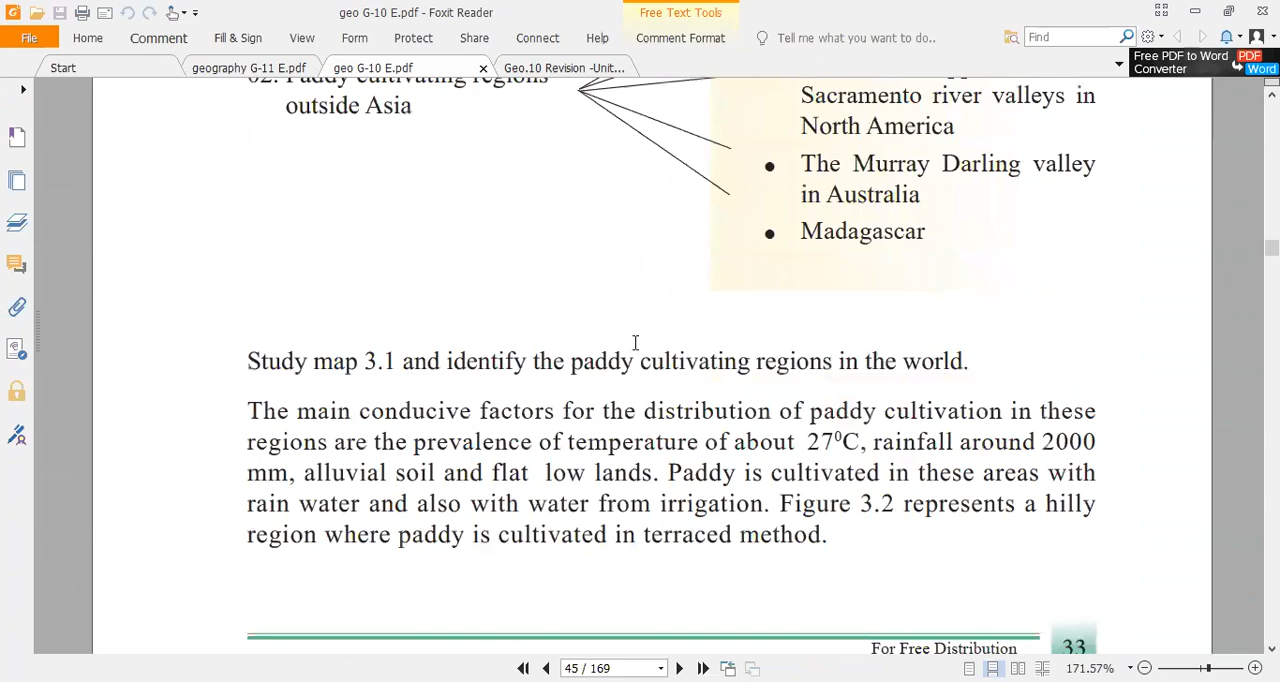 geo G-10 E.pdf - Foxit Reader
Free Text Tools
File
Home
Comment
Fill & Sign
View
Form
Protect
Share
Connect
Help
Comment Format
Tell me what you want to do..
Find
Start
geography G-11 E.pdf
geo G-10 E.pdf
Geo.10 Revision -Unit...
Free PDF to Word
Converter
PDF
Word
02. Paddy cultivating regions
outside Asia
Sacramento river valleys in
North America
● The Murray Darling valley
in Australia
● Madagascar
Study map 3.1 and identify the paddy cultivating regions in the world.
The main conducive factors for the distribution of paddy cultivation in these
regions are the prevalence of temperature of about 27⁰C, rainfall around 2000
mm, alluvial soil and flat low lands. Paddy is cultivated in these areas with
rain water and also with water from irrigation. Figure 3.2 represents a hilly
region where paddy is cultivated in terraced method.
For Free Distribution
33
45 / 169
171.57%